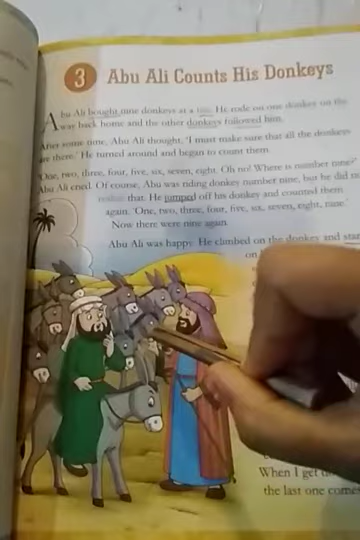 3 Abu Ali Counts His Donkeys
Abu Ali bought nine donkeys at a fair. He rode on one donkey on the
way back home and the other donkeys followed him.
After some time, Abu Ali thought, 'I must make sure that all the donkeys
are there.' He turned around and began to count them.
'One, two, three, four, five, six, seven, eight. Oh no! Where is number nine?'
Abu Ali cried. Of course, Abu was riding donkey number nine, but he did not
realise that. He jumped off his donkey and counted them
again. 'One, two, three, four, five, six, seven, eight, nine.'
Now there were nine again.
Abu Ali was happy. He climbed on the donkey and
on
When I get
the last one comes